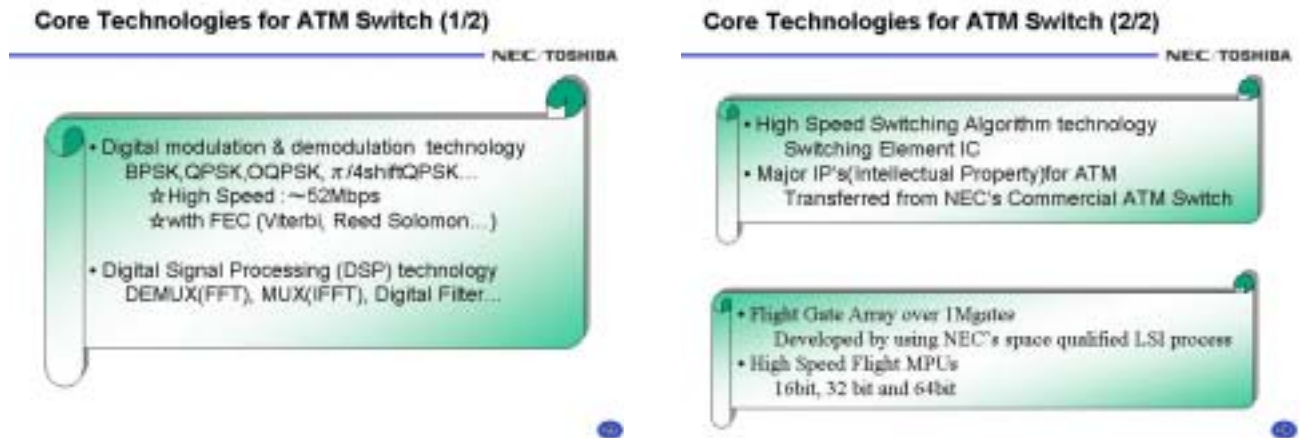 Core Technologies for ATM Switch (1/2)
NEC/TOSHIBA
• Digital modulation & demodulation technology
BPSK,QPSK,OQPSK, π/4shiftQPSK...
☆High Speed :～52Mbps
☆with FEC (Viterbi, Reed Solomon...)
• Digital Signal Processing (DSP) technology
DEMUX(FFT), MUX(IFFT), Digital Filter...
Core Technologies for ATM Switch (2/2)
NEC/TOSHIBA
• High Speed Switching Algorithm technology
Switching Element IC
• Major IP's(Intellectual Property)for ATM
Transferred from NEC's Commercial ATM Switch
• Flight Gate Array over 1Mgates
Developed by using NEC"s space qualified LSI process
• High Speed Flight MPUs
16bit, 32 bit and 64bit